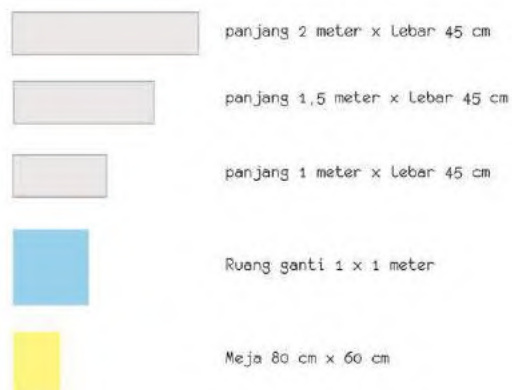 panjang 2 meter x Lebar 45 cm
panjang 1,5 meter x Lebar 45 cm
panjang 1 meter x Lebar 45 cm
Ruang ganti 1 x 1 meter
Meja 80 cm x 60 cm